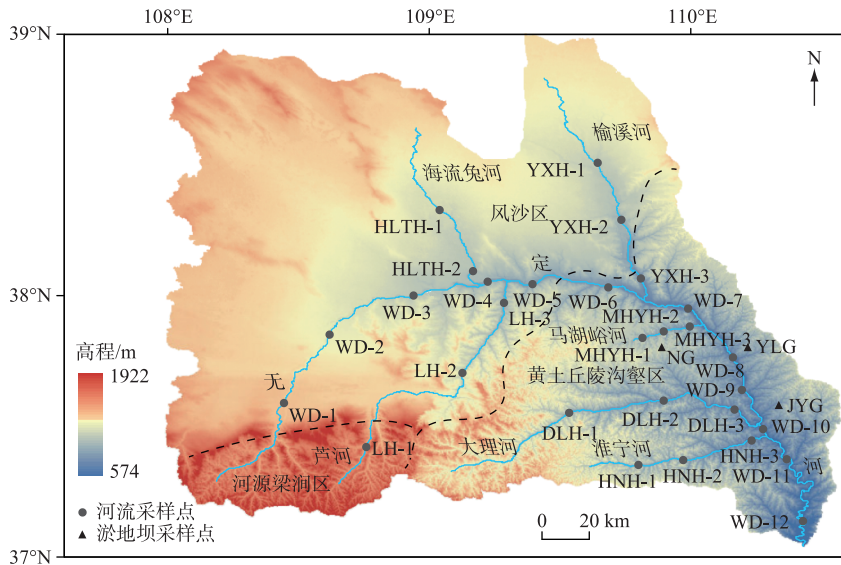 108°E
109°E
110°E
39°N
N
榆溪河
YXH-1
海流兔河
风沙区
HLTH-1
YXH-2
定
HLTH-2
YXH-3
38°N
WD-3
WD-4
WD-5
WD-6
WD-7
LH-3
MHYH-2
马湖峪河
MHYH-3
WD-2
MHYH-1
NG
YLG
高程/m
1922
574
LH-2
黄土丘陵沟壑区
WD-8
WD-9
无
WD-1
DLH-2
JYG
DLH-1
DLH-3
WD-10
芦河
LH-1
大理河
淮宁河
HNH-3
河
河源梁涧区
HNH-1
HNH-2
WD-11
河流采样点
淤地坝采样点
0 20 km
WD-12
37°N